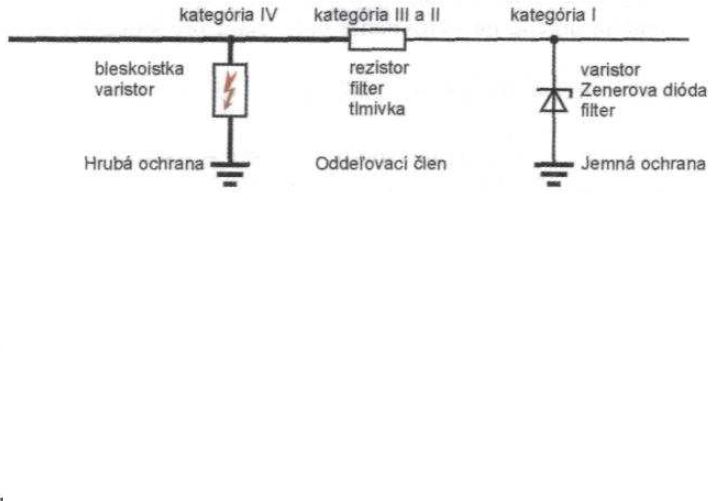 kategória IV
kategória III a II
kategória I
bleskoistka
varistor
rezistor
filter
tlmivka
varistor
Zenerova dióda
filter
Hrubá ochrana
Oddeľovací člen
Jemná ochrana